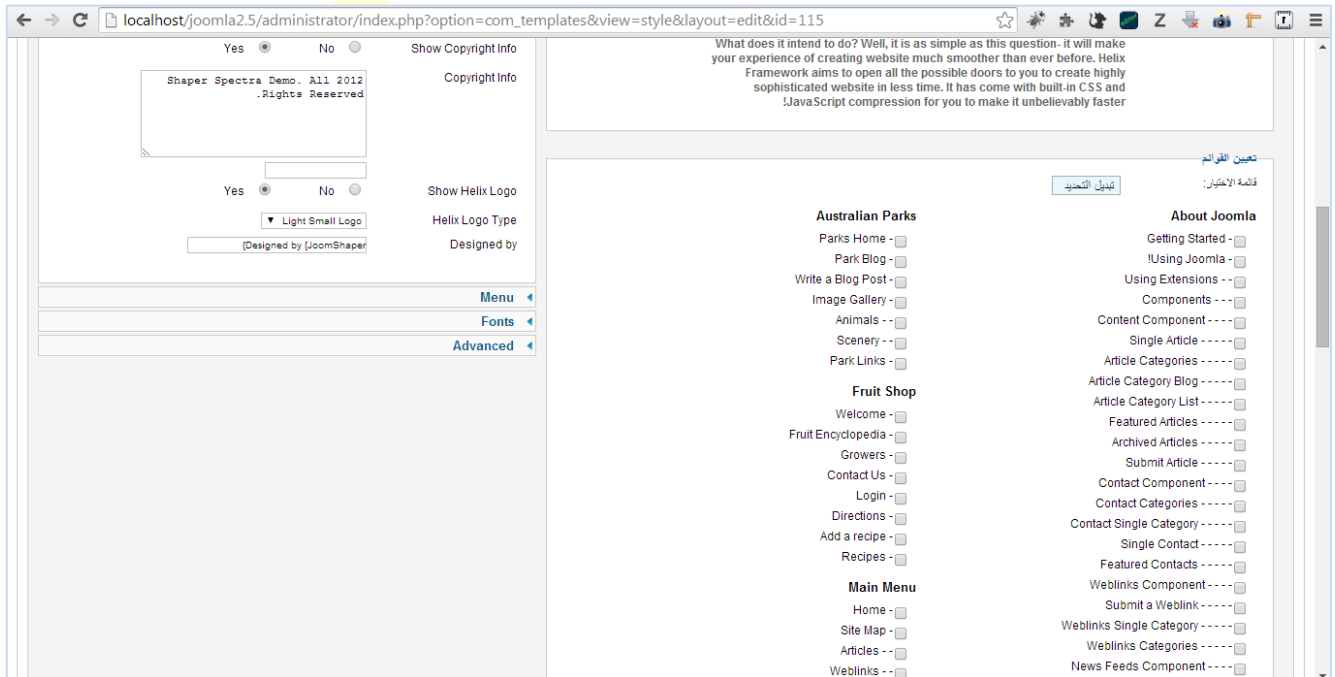 localhost/joomla2.5/administrator/index.php?option=com_templates&view=style&layout=edit&id=115
What does it intend to do? Well, it is as simple as this question- it will make
your experience of creating website much smoother than ever before. Helix
Framework aims to open all the possible doors to you to create highly
sophisticated website in less time. It has come with built-in CSS and
!JavaScript compression for you to make it unbelievably faster
تعيين القوائم
قائمة الاختيار:
تبديل التحديد
About Joomla
Getting Started -
!Using Joomla -
Using Extensions - -
Components - - -
Content Component - - - -
Single Article - - - - -
Article Categories - - - - -
Article Category Blog - - - - -
Article Category List - - - - -
Featured Articles - - - - -
Archived Articles - - - - -
Submit Article - - - - -
Contact Component - - - -
Contact Categories - - - - -
Contact Single Category - - - - -
Single Contact - - - - -
Featured Contacts - - - - -
Weblinks Component - - - -
Submit a Weblink - - - - -
Weblinks Single Category - - - - -
Weblinks Categories - - - - -
News Feeds Component - - - -
Australian Parks
Parks Home -
Park Blog -
Write a Blog Post -
Image Gallery -
Animals - -
Scenery - -
Park Links -
Fruit Shop
Welcome -
Fruit Encyclopedia -
Growers -
Contact Us -
Login -
Directions -
Add a recipe -
Recipes -
Main Menu
Home -
Site Map -
Articles - -
Weblinks - -
Show Copyright Info
No
Yes
Copyright Info
Shaper Spectra Demo. All 2012
.Rights Reserved
Show Helix Logo
No
Yes
Helix Logo Type
Light Small Logo
Designed by
{Designed by {JoomShaper
Menu
Fonts
Advanced